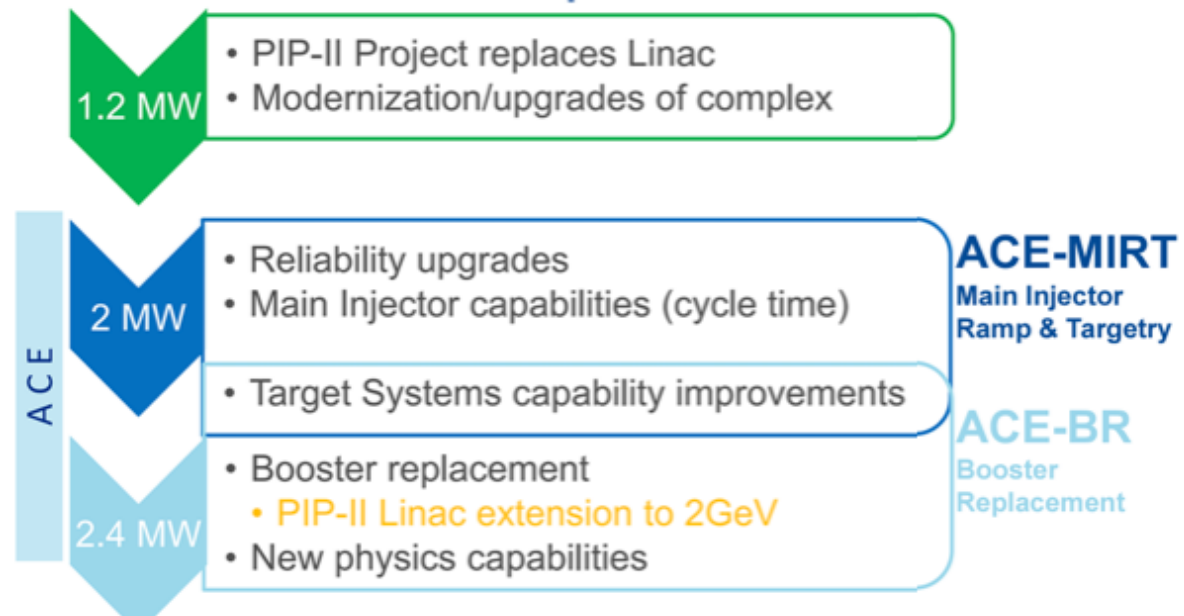 1.2 MW
• PIP-II Project replaces Linac
• Modernization/upgrades of complex
ACE
2 MW
• Reliability upgrades
• Main Injector capabilities (cycle time)
• Target Systems capability improvements
ACE-MIRT
Main Injector
Ramp & Targetry
2.4 MW
• Booster replacement
• PIP-II Linac extension to 2GeV
• New physics capabilities
ACE-BR
Booster
Replacement